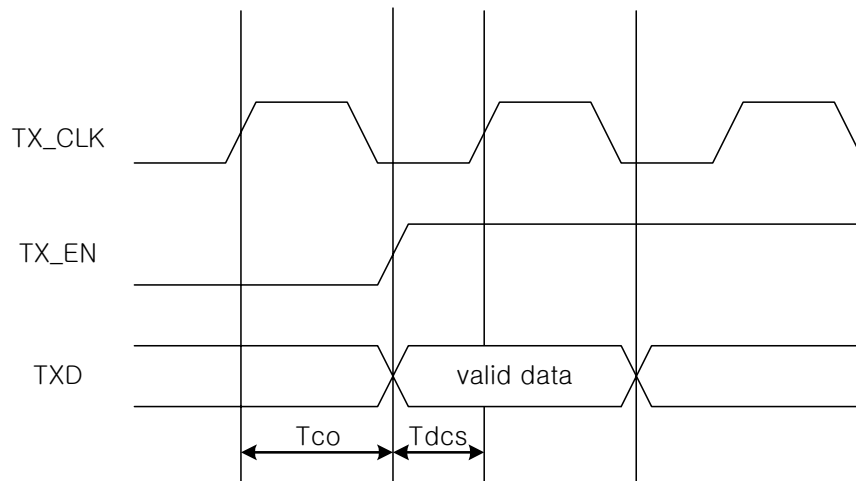 TX_CLK
TX_EN
TXD
valid data
Tco
Tdcs